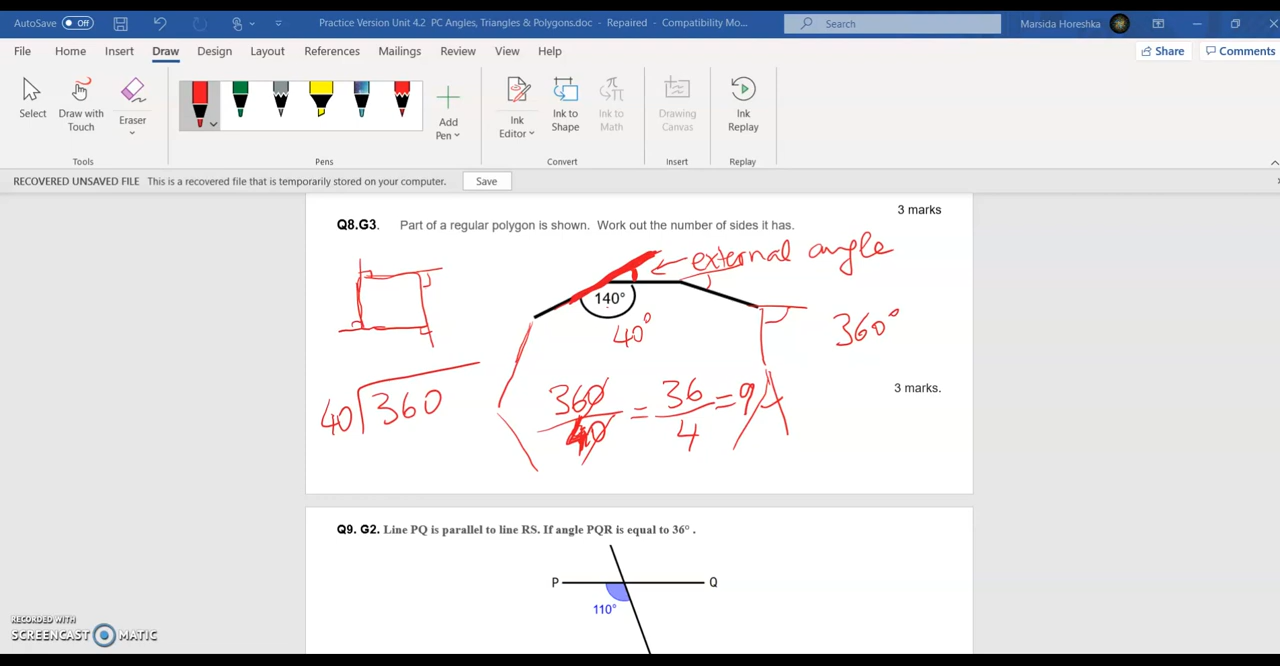 AutoSave Off Practice Version Unit 4.2 PC Angles, Triangles & Polygons.doc - Repaired - Compatibility Mo... Search Marsida Horeshka
File Home Insert Draw Design Layout References Mailings Review View Help Share Comments
Select Draw with Touch Eraser Add Pen Ink Editor Ink to Shape Ink to Math Drawing Canvas Ink Replay
Tools Pens Convert Insert Replay
RECOVERED UNSAVED FILE This is a recovered file that is temporarily stored on your computer. Save
3 marks
Q8.G3. Part of a regular polygon is shown. Work out the number of sides it has.
external angle
140°
40°
360°
3 marks.
40 360
360/40 = 36/4 = 9
Q9. G2. Line PQ is parallel to line RS. If angle PQR is equal to 36° .
P Q
110°
RECORDED WITH
SCREENCAST MATIC